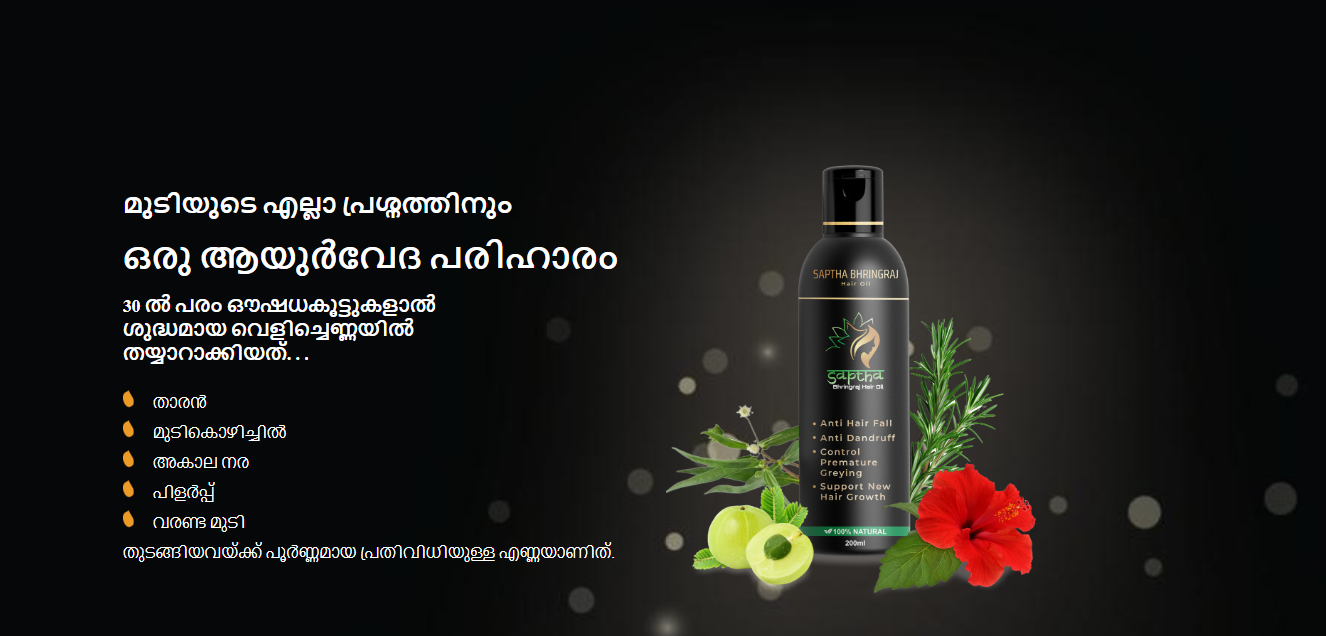 മുടിയുടെ എല്ലാ പ്രശ്നത്തിനും
ഒരു ആയുർവേദ പരിഹാരം
30 ൽ പരം ഔഷധകൂട്ടുകളാൽ
ശുദ്ധമായ വെളിച്ചെണ്ണയിൽ
തയ്യാറാക്കിയത്...
താരൻ
മുടികൊഴിച്ചിൽ
അകാല നര
പിളർപ്പ്
വരണ്ട മുടി
തുടങ്ങിയവയ്ക്ക് പൂർണ്ണമായ പ്രതിവിധിയുള്ള എണ്ണയാണിത്.
SAPTHA BHRINGRAJ
Hair Oil
saptha
Bhringraj Hair Oil
• Anti Hair Fall
• Anti Dandruff
• Control
Premature
Greying
• Support New
Hair Growth
100% NATURAL
200ml